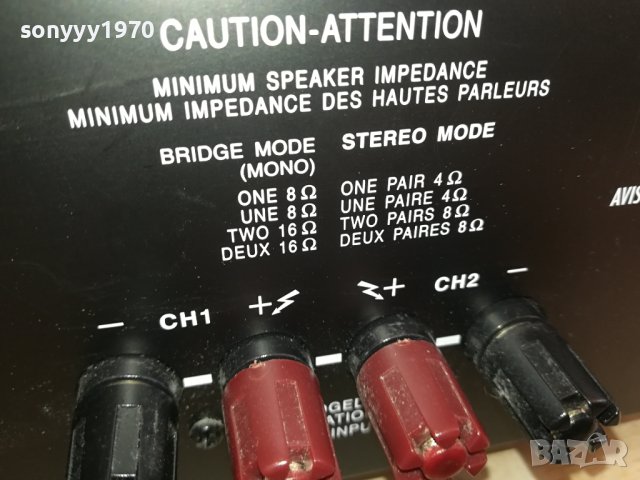 sonyyy1970
CAUTION-ATTENTION
MINIMUM SPEAKER IMPEDANCE
MINIMUM IMPEDANCE DES HAUTES PARLEURS
BRIDGE MODE
(MONO)
ONE 8Ω
UNE 8Ω
TWO 16Ω
DEUX 16Ω
STEREO MODE
ONE PAIR 4Ω
UNE PAIRE 4Ω
TWO PAIRS 8Ω
DEUX PAIRES 8Ω
AVIS
− CH1 +
+ CH2 −
BAZAR